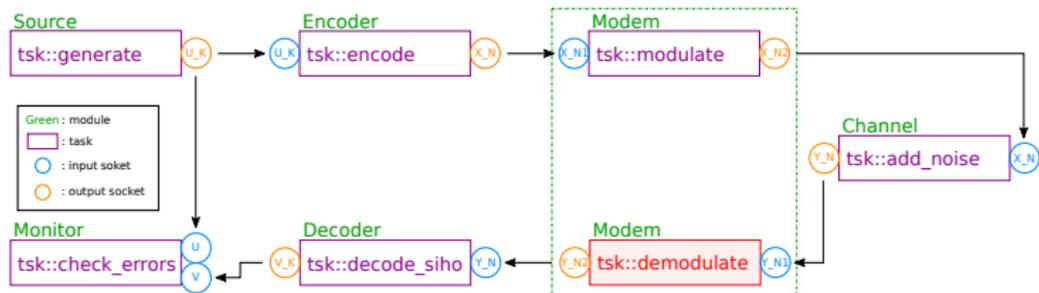 Source
Encoder
Modem
tsk::generate
U_K
U_K
tsk::encode
X_N
X_N1
tsk::modulate
X_N2
Green : module
: task
: input soket
: output socket
Channel
Y_N
tsk::add_noise
X_N
Monitor
Decoder
Modem
tsk::check_errors
U
V
V_K
tsk::decode_siho
Y_N
Y_N2
tsk::demodulate
Y_N1